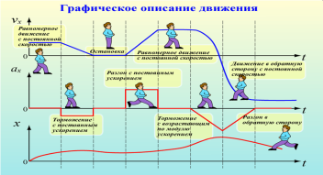 Графическое описание движения
vx
Равномерное
движение
с постоянной
скоростью
Остановка
Равномерное движение
с постоянной скоростью
0
t
ax
Разгон с постоянным
ускорением
Движение в обратную
сторону с постоянной
скоростью
0
t
x
Торможение
с постоянным
ускорением
Торможение
с возрастающим
по модулю
ускорением
Разгон в
обратную сторону
0
t